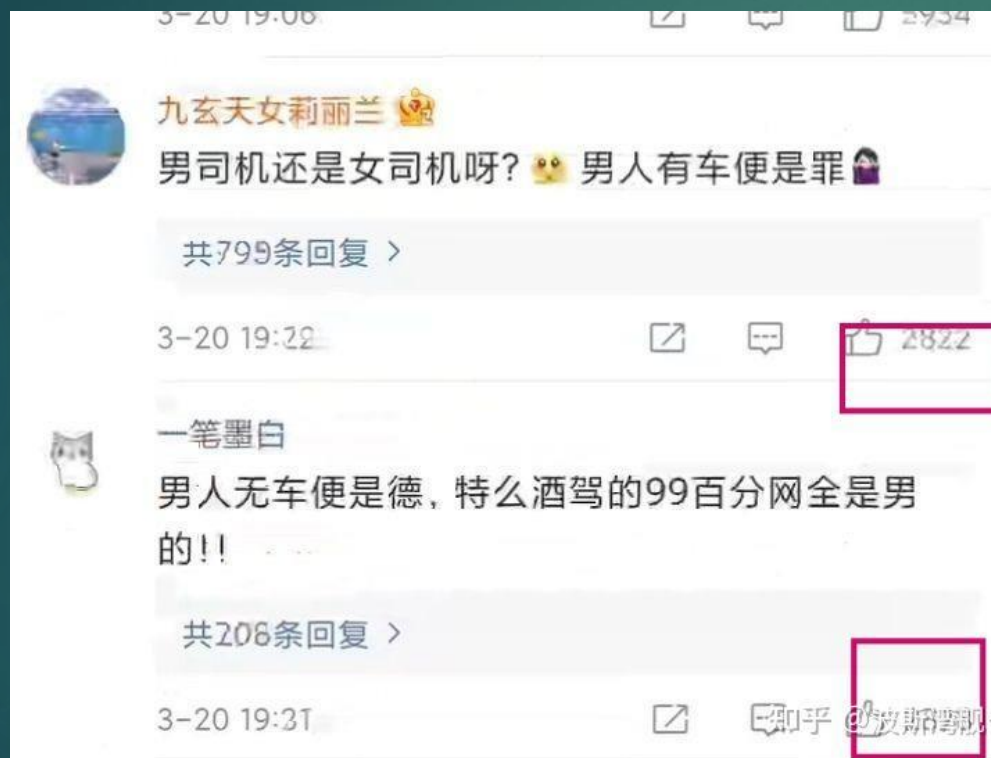 3-20 19:06
九玄天女莉丽兰
男司机还是女司机呀? 男人有车便是罪
共799条回复 >
3-20 19:22
2822
一笔墨白
男人无车便是德, 特么酒驾的99百分网全是男
的!!
共208条回复 >
3-20 19:31
知乎 @波斯湾舰